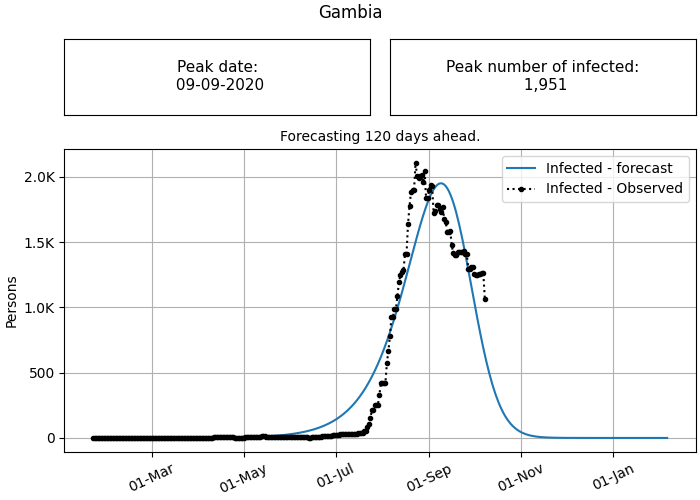 Gambia
Peak date:
09-09-2020
Peak number of infected:
1,951
Forecasting 120 days ahead.
Infected - forecast
Infected - Observed
2.0K
1.5K
1.0K
500
0
Persons
01-Mar
01-May
01-Jul
01-Sep
01-Nov
01-Jan